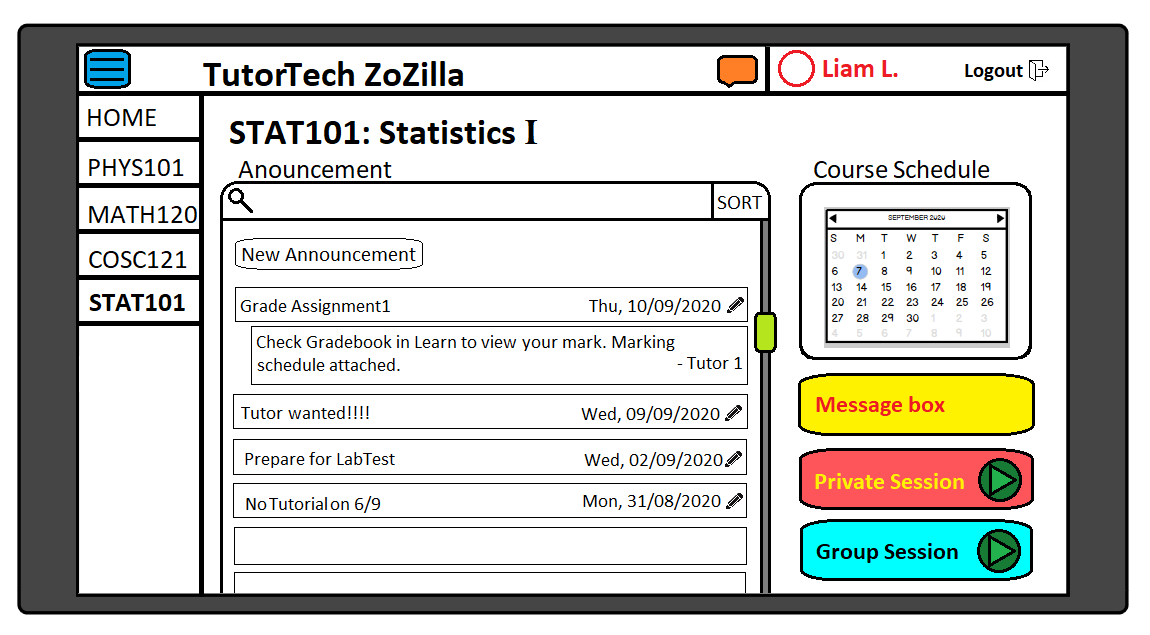 TutorTech ZoZilla
Liam L.
Logout
HOME
PHYS101
MATH120
COSC121
STAT101
STAT101: Statistics I
Anouncement
SORT
New Announcement
Grade Assignment1 Thu, 10/09/2020
Check Gradebook in Learn to view your mark. Marking
schedule attached.
- Tutor 1
Tutor wanted!!!! Wed, 09/09/2020
Prepare for LabTest Wed, 02/09/2020
No Tutorial on 6/9 Mon, 31/08/2020
Course Schedule
SEPTEMBER 2020
S M T W T F S
30 31 1 2 3 4 5
6 7 8 9 10 11 12
13 14 15 16 17 18 19
20 21 22 23 24 25 26
27 28 29 30 1 2 3
4 5 6 7 8 9 10
Message box
Private Session
Group Session